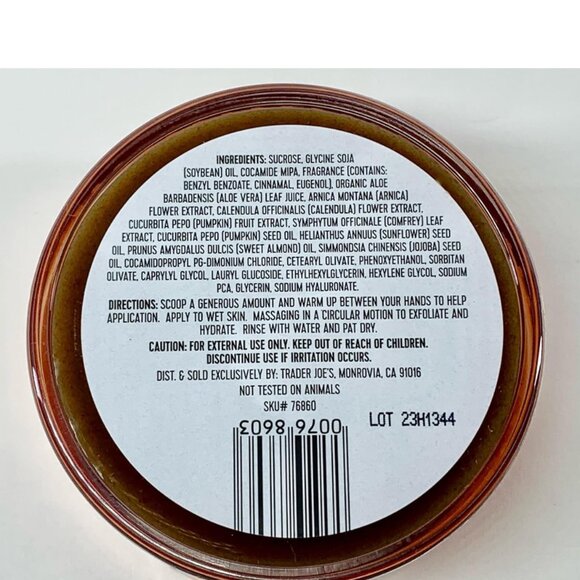 INGREDIENTS: SUCROSE, GLYCINE SOJA
(SOYBEAN) OIL, COCAMIDE MIPA, FRAGRANCE (CONTAINS:
BENZYL BENZOATE, CINNAMAL, EUGENOL), ORGANIC ALOE
BARBADENSIS (ALOE VERA) LEAF JUICE, ARNICA MONTANA (ARNICA)
FLOWER EXTRACT, CALENDULA OFFICINALIS (CALENDULA) FLOWER EXTRACT,
CUCURBITA PEPO (PUMPKIN) FRUIT EXTRACT, SYMPHYTUM OFFICINALE (COMFREY) LEAF
EXTRACT, CUCURBITA PEPO (PUMPKIN) SEED OIL, HELIANTHUS ANNUUS (SUNFLOWER) SEED
OIL, PRUNUS AMYGDALUS DULCIS (SWEET ALMOND) OIL, SIMMONDSIA CHINENSIS (JOJOBA) SEED
OIL, COCAMIDOPROPYL PG-DIMONIUM CHLORIDE, CETEARYL OLIVATE, PHENOXYETHANOL, SORBITAN
OLIVATE, CAPRYLYL GLYCOL, LAURYL GLUCOSIDE, ETHYLHEXYLGLYCERIN, HEXYLENE GLYCOL, SODIUM
PCA, GLYCERIN, SODIUM HYALURONATE.
DIRECTIONS: SCOOP A GENEROUS AMOUNT AND WARM UP BETWEEN YOUR HANDS TO HELP
APPLICATION. APPLY TO WET SKIN. MASSAGING IN A CIRCULAR MOTION TO EXFOLIATE AND
HYDRATE. RINSE WITH WATER AND PAT DRY.
CAUTION: FOR EXTERNAL USE ONLY. KEEP OUT OF REACH OF CHILDREN.
DISCONTINUE USE IF IRRITATION OCCURS.
DIST. & SOLD EXCLUSIVELY BY: TRADER JOE'S, MONROVIA, CA 91016
NOT TESTED ON ANIMALS
SKU# 76860
LOT 23H1344
0076 8603